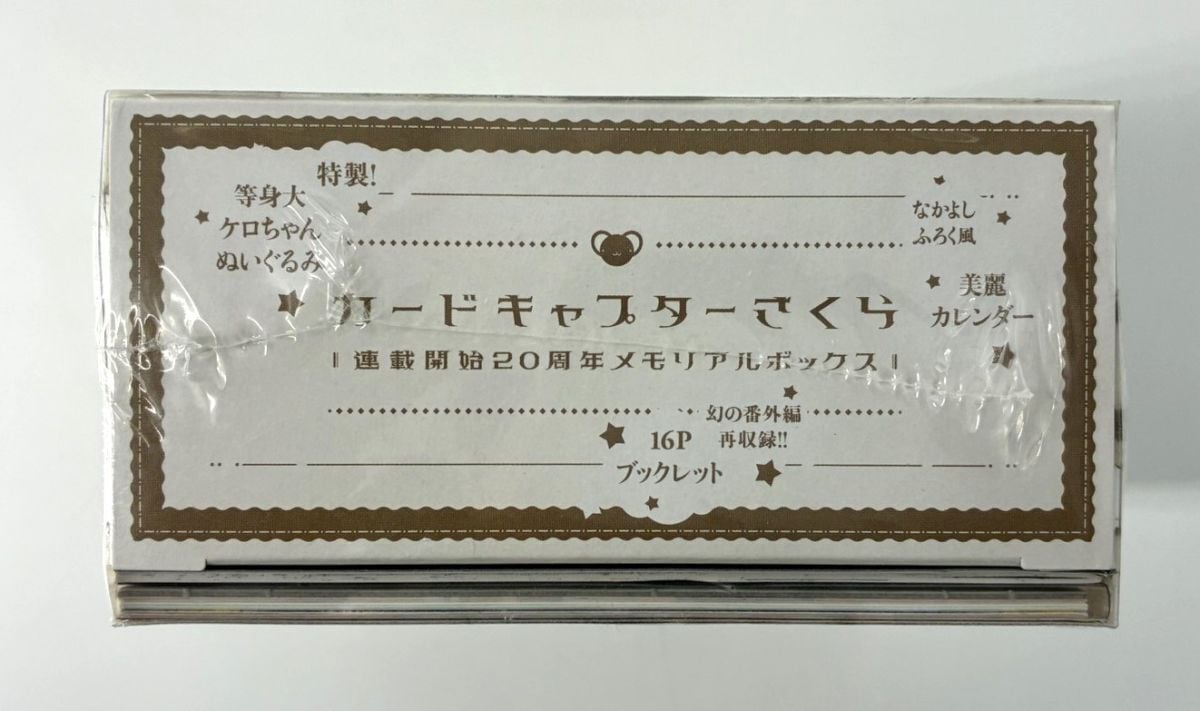 特製!
等身大
ケロちゃん
ぬいぐるみ
なかよし
ふろく風
美麗
カレンダー
カードキャプターさくら
連載開始20周年メモリアルボックス
幻の番外編
再収録!!
16P
ブックレット